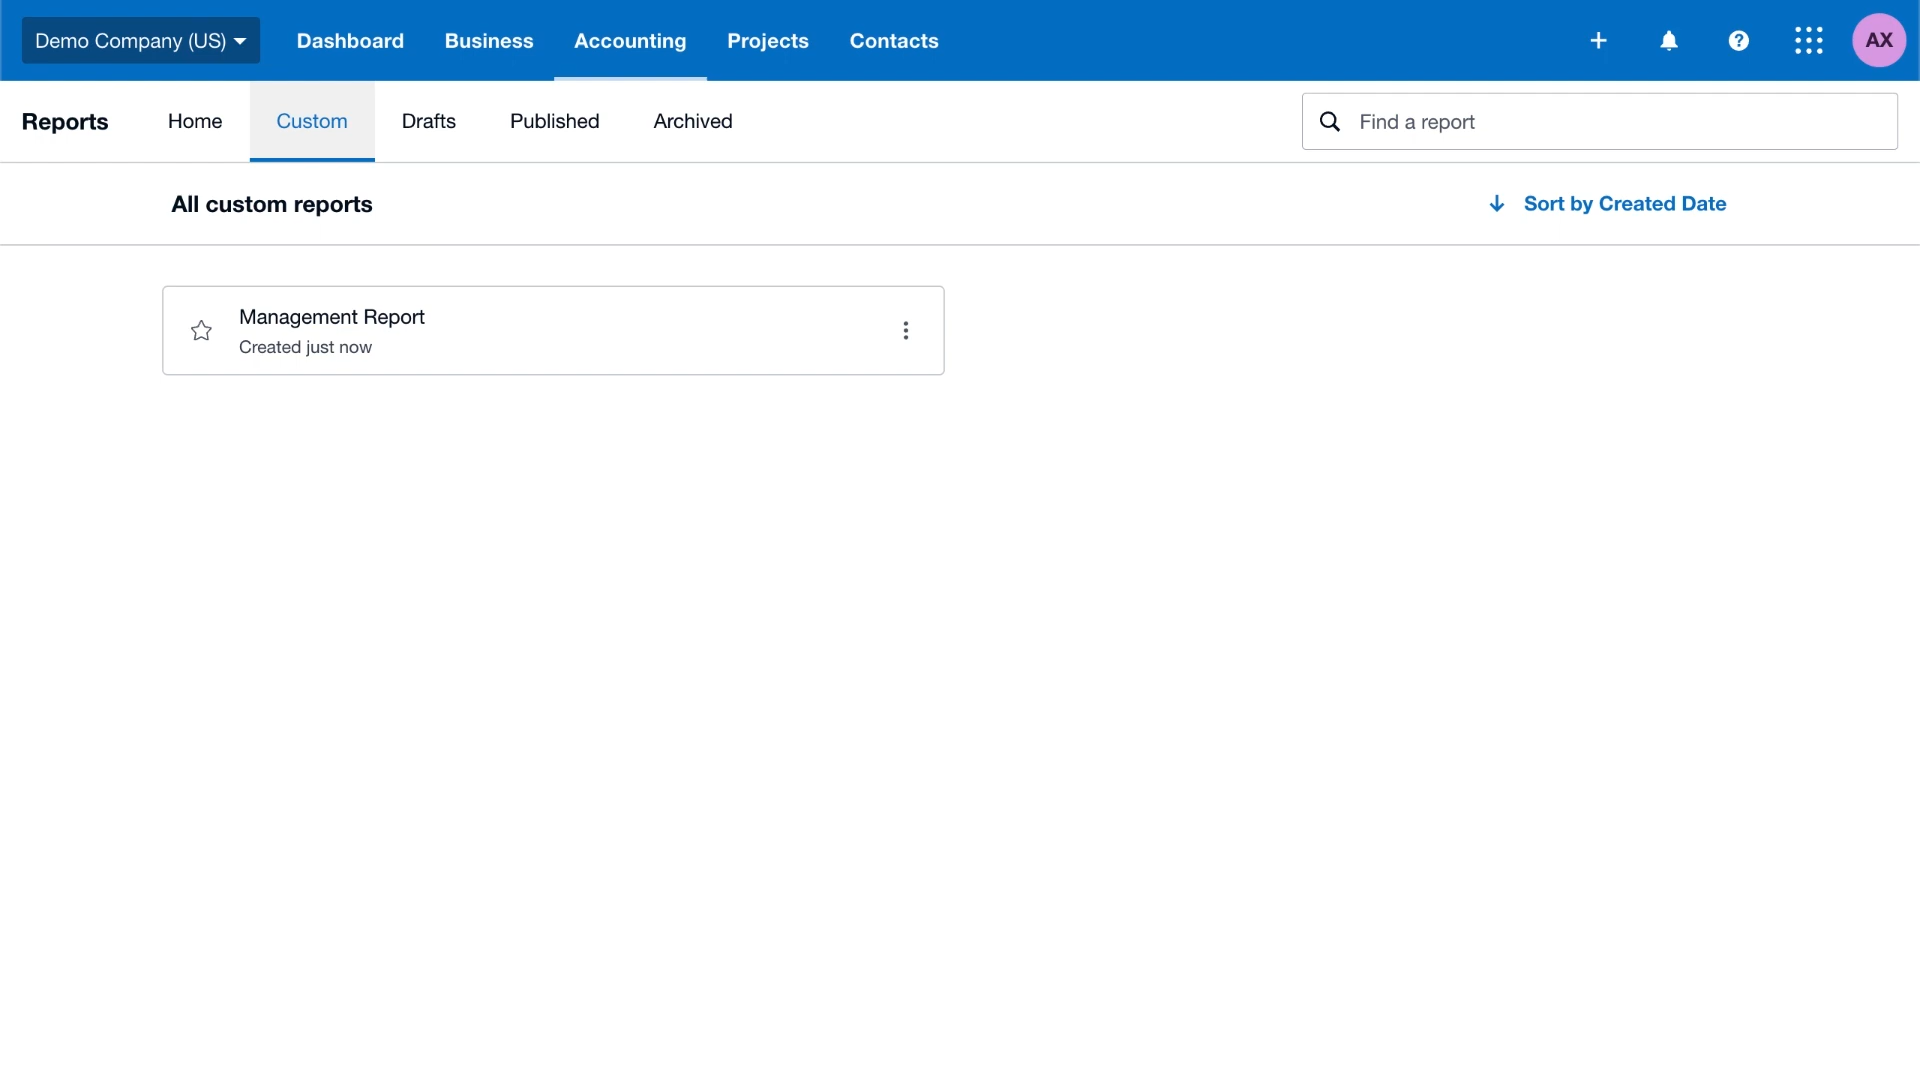 Demo Company (US) Dashboard Business Accounting Projects Contacts ? AX
Reports Home Custom Drafts Published Archived Find a report
All custom reports Sort by Created Date
Management Report
Created just now